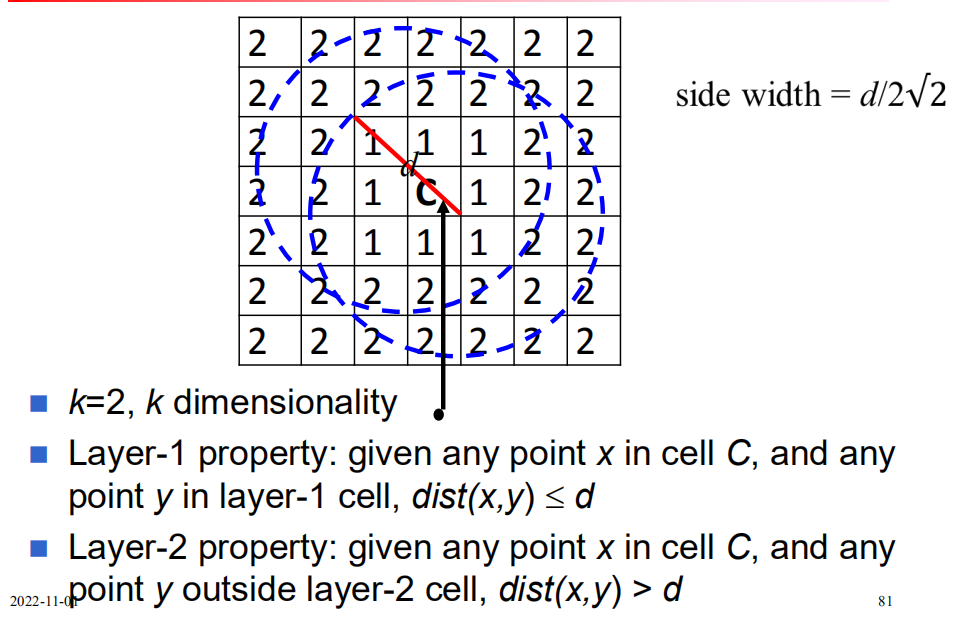 2 2 2 2 2 2 2
2 2 2 2 2 2 2
side width = d/2√2
2 2 1 1 1 2 2
d
2 2 1 C 1 2 2
2 2 1 1 1 2 2
2 2 2 2 2 2 2
2 2 2 2 2 2 2
k=2, k dimensionality
Layer-1 property: given any point x in cell C, and any
point y in layer-1 cell, dist(x,y) ≤ d
Layer-2 property: given any point x in cell C, and any
point y outside layer-2 cell, dist(x,y) > d
2022-11-01
81